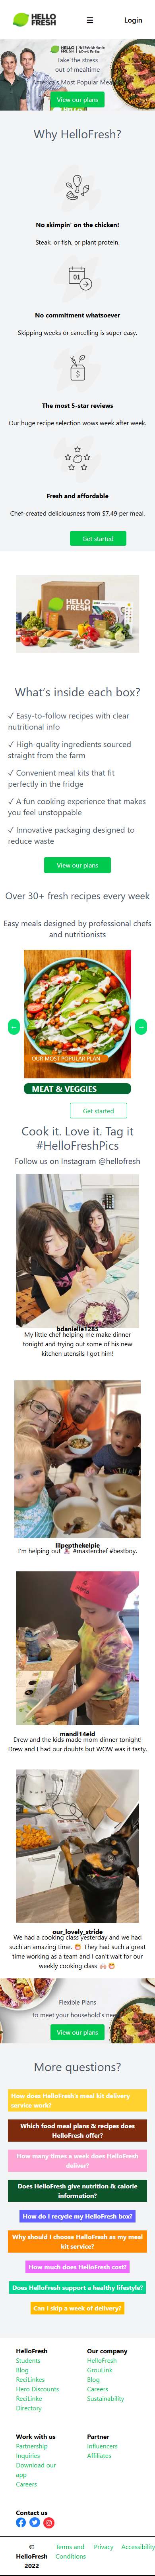 HELLO
FRESH
☰
Login
HELLO
FRESH
Take the stress
out of mealtime
America's Most Popular Meal
View our plans
Why HelloFresh?
No skimpin' on the chicken!
Steak, or fish, or plant protein.
01
No commitment whatsoever
Skipping weeks or cancelling is super easy.
The most 5-star reviews
Our huge recipe selection wows week after week.
Fresh and affordable
Chef-created deliciousness from $7.49 per meal.
Get started
What's inside each box?
✓ Easy-to-follow recipes with clear
nutritional info
✓ High-quality ingredients sourced
straight from the farm
✓ Convenient meal kits that fit
perfectly in the fridge
✓ A fun cooking experience that makes
you feel unstoppable
✓ Innovative packaging designed to
reduce waste
View our plans
Over 30+ fresh recipes every week
Easy meals designed by professional chefs
and nutritionists
←
→
OUR MOST POPULAR PLAN
MEAT & VEGGIES
Get started
Cook it. Love it. Tag it
#HelloFreshPics
Follow us on Instagram @hellofresh
bdanielle1285
My little chef helping me make dinner
tonight and trying out some of his new
kitchen utensils I got him!
lilpepthekelpie
I'm helping out #masterchef #bestboy.
mandi14eid
Drew and the kids made mom dinner tonight!
Drew and I had our doubts but WOW was it tasty.
our_lovely_stride
We had a cooking class yesterday and we had
such an amazing time. They had such a great
time working as a team and I can't wait for our
weekly cooking class
Flexible Plans
to meet your household's needs
View our plans
More questions?
How does HelloFresh's meal kit delivery
service work?
Which food meal plans & recipes does
HelloFresh offer?
How many times a week does HelloFresh
deliver?
Does HelloFresh give nutrition & calorie
information?
How do I recycle my HelloFresh box?
Why should I choose HelloFresh as my meal
kit service?
How much does HelloFresh cost?
Does HelloFresh support a healthy lifestyle?
Can I skip a week of delivery?
HelloFresh
Students
Blog
ReciLinkes
Hero Discounts
ReciLinke
Directory
Our company
HelloFresh
GrouLink
Blog
Careers
Sustainability
Work with us
Partnership
Inquiries
Download our
app
Careers
Partner
Influencers
Affiliates
Contact us
©
HelloFresh
2022
Terms and
Conditions
Privacy
Accessibility